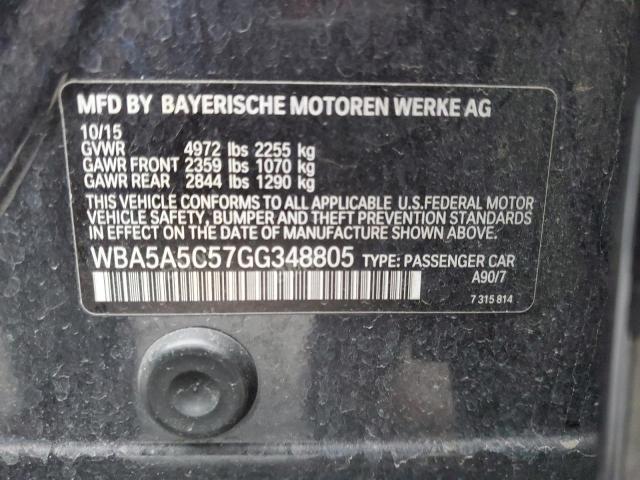 MFD BY BAYERISCHE MOTOREN WERKE AG
10/15
GVWR 4972 lbs 2255 kg
GAWR FRONT 2359 lbs 1070 kg
GAWR REAR 2844 lbs 1290 kg
THIS VEHICLE CONFORMS TO ALL APPLICABLE U.S.FEDERAL MOTOR
VEHICLE SAFETY, BUMPER AND THEFT PREVENTION STANDARDS
IN EFFECT ON THE DATE OF MANUFACTURE SHOWN ABOVE.
WBA5A5C57GG348805 TYPE: PASSENGER CAR
A90/7
7 315 814